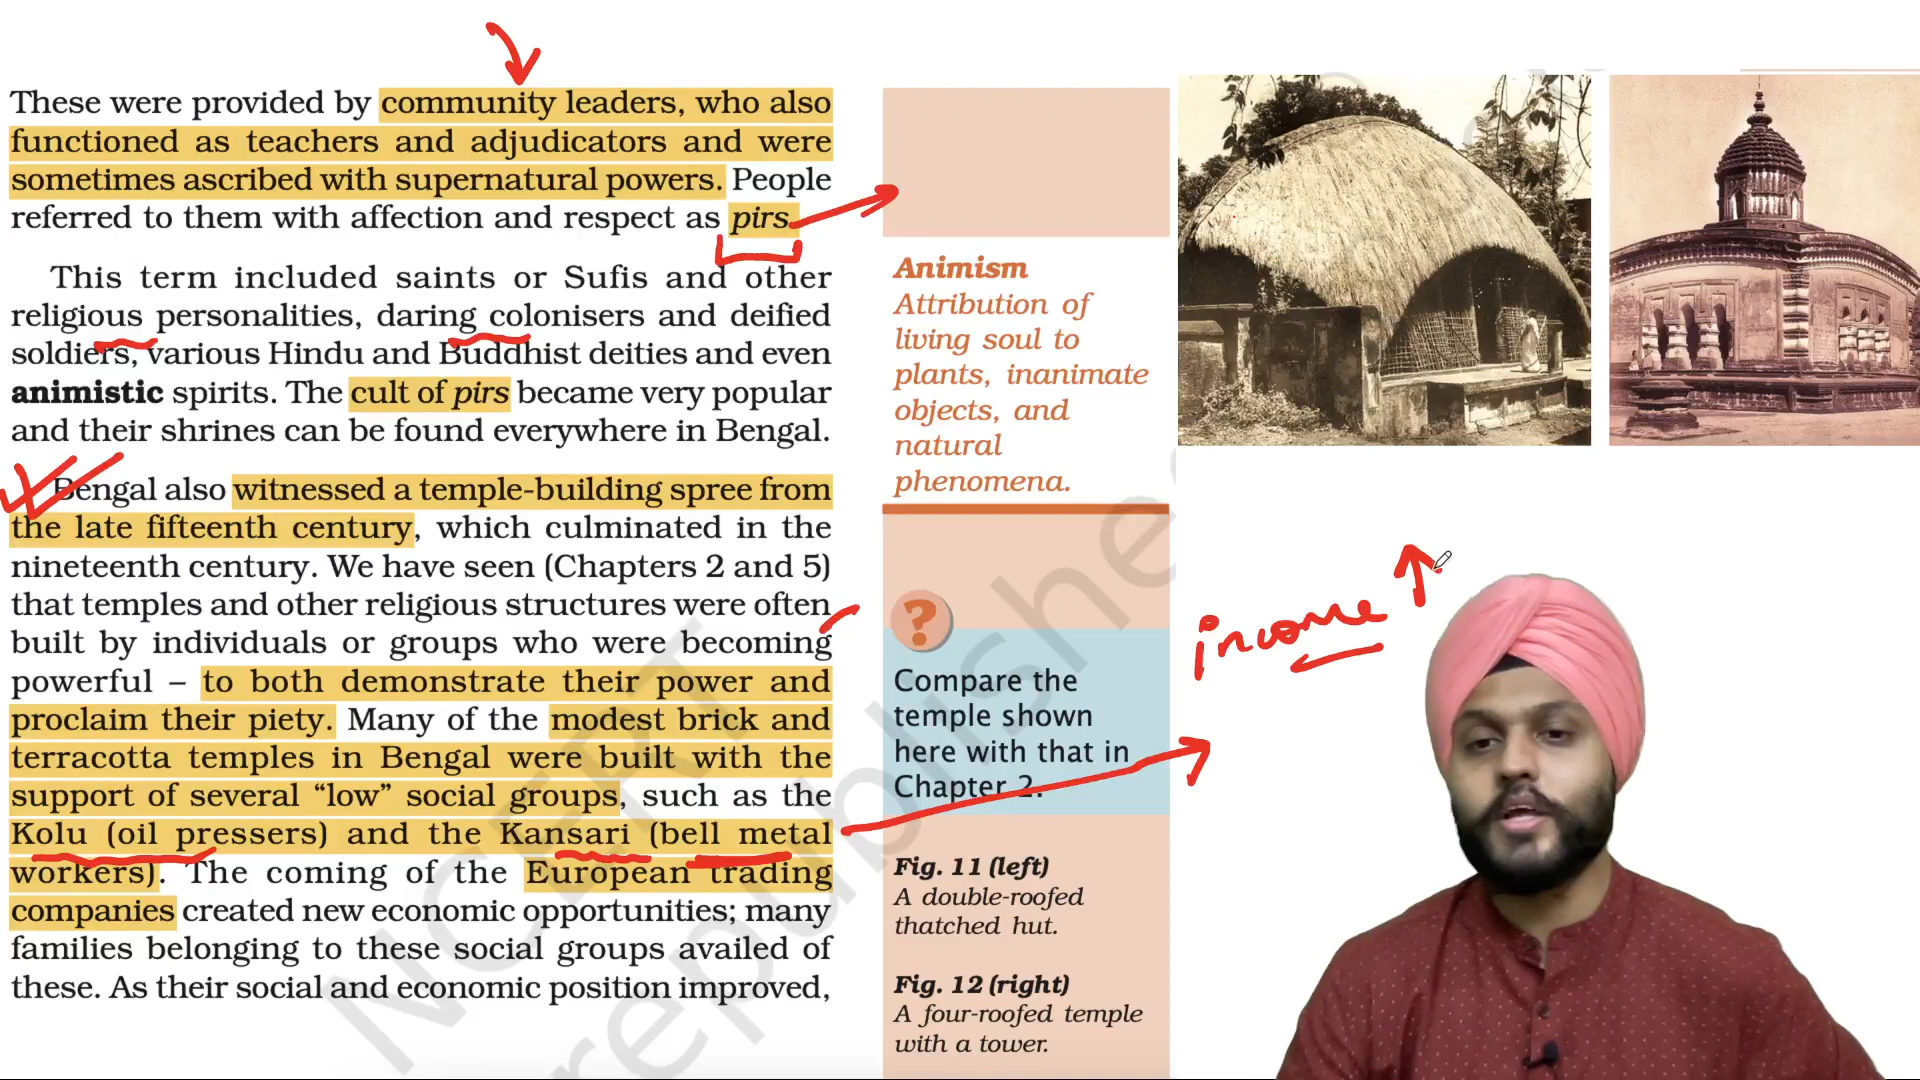 These were provided by community leaders, who also
functioned as teachers and adjudicators and were
sometimes ascribed with supernatural powers. People
referred to them with affection and respect as pirs.
This term included saints or Sufis and other
religious personalities, daring colonisers and deified
soldiers, various Hindu and Buddhist deities and even
animistic spirits. The cult of pirs became very popular
and their shrines can be found everywhere in Bengal.
Bengal also witnessed a temple-building spree from
the late fifteenth century, which culminated in the
nineteenth century. We have seen (Chapters 2 and 5)
that temples and other religious structures were often
built by individuals or groups who were becoming
powerful – to both demonstrate their power and
proclaim their piety. Many of the modest brick and
terracotta temples in Bengal were built with the
support of several “low” social groups, such as the
Kolu (oil pressers) and the Kansari (bell metal
workers). The coming of the European trading
companies created new economic opportunities; many
families belonging to these social groups availed of
these. As their social and economic position improved,
Animism
Attribution of
living soul to
plants, inanimate
objects, and
natural
phenomena.
?
Compare the
temple shown
here with that in
Chapter 2.
Fig. 11 (left)
A double-roofed
thatched hut.
Fig. 12 (right)
A four-roofed temple
with a tower.
income
NCERT
republished